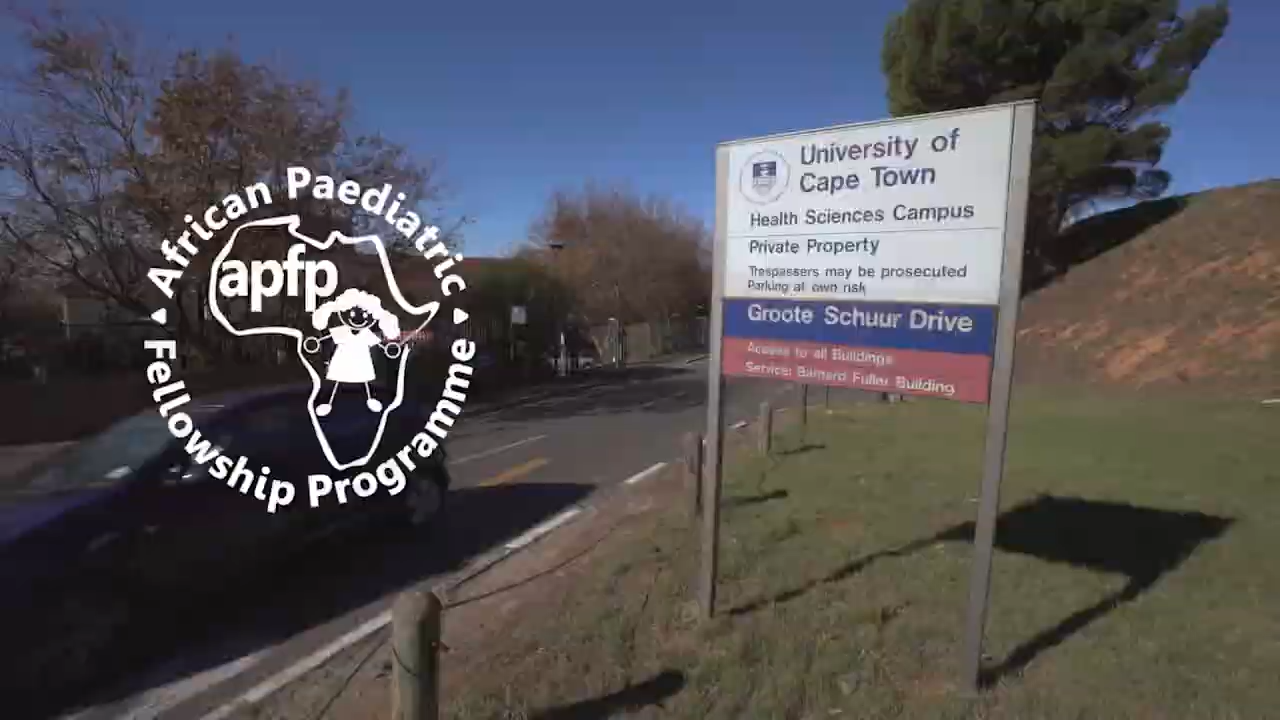 African Paediatric
apfp
Fellowship Programme
University of
Cape Town
Health Sciences Campus
Private Property
Trespassers may be prosecuted
Parking at own risk
Groote Schuur Drive
Access to all Buildings
Service: Barnard Fuller Building